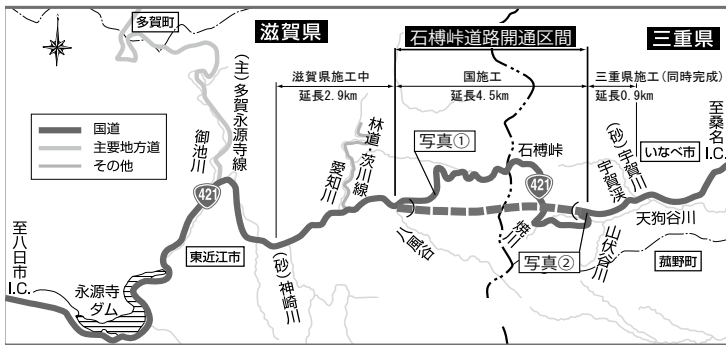 多賀町
滋賀県
石榑峠道路開通区間
三重県
滋賀県施工中
延長2.9km
国施工
延長4.5km
三重県施工(同時完成)
延長0.9km
国道
主要地方道
その他
(主)多賀永源寺線
御池川
421
林道・茨川線
愛知川
写真①
石榑峠
421
(砂)宇賀川
宇賀渓
いなべ市
至桑名I.C.
至八日市
I.C.
東近江市
永源寺
ダム
(砂)神崎川
八風谷
焼川
写真②
山伏谷川
天狗谷川
菰野町